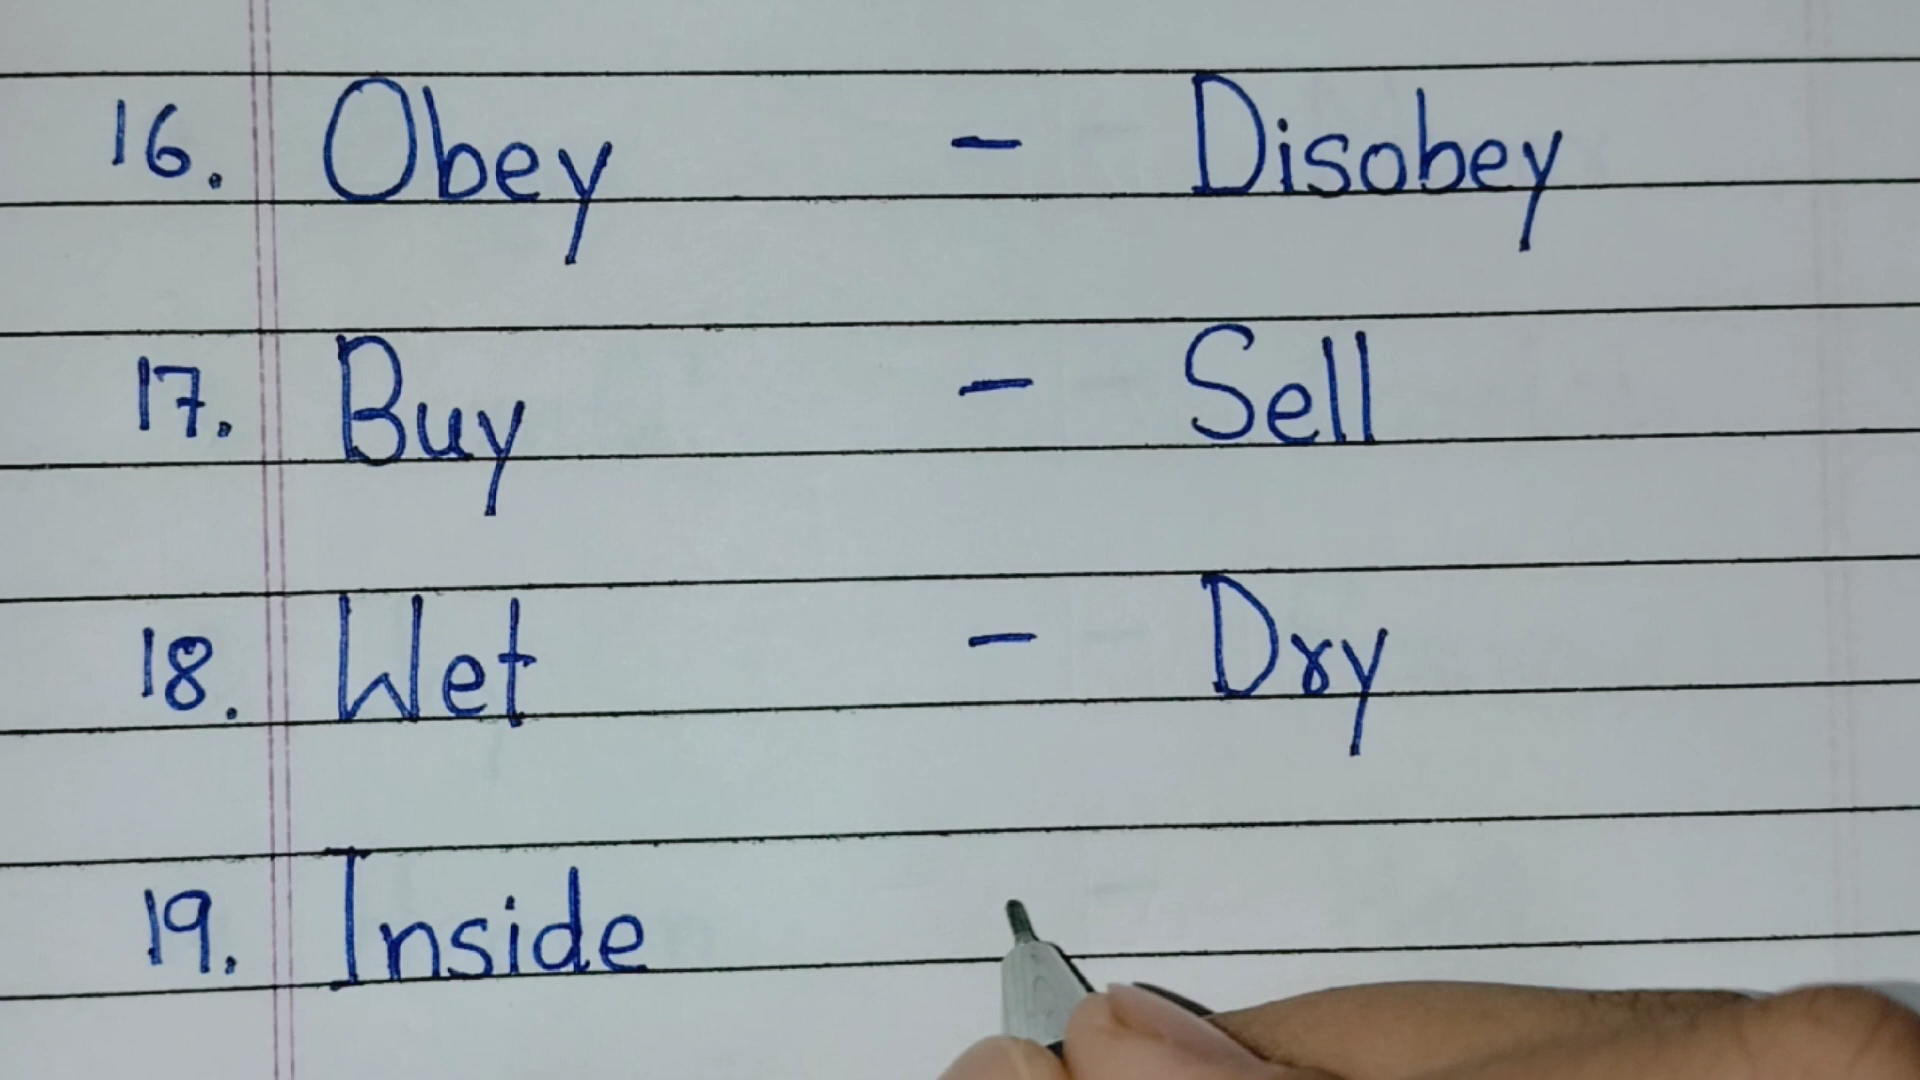 16. Obey - Disobey
17. Buy - Sell
18. Wet - Dry
19. Inside